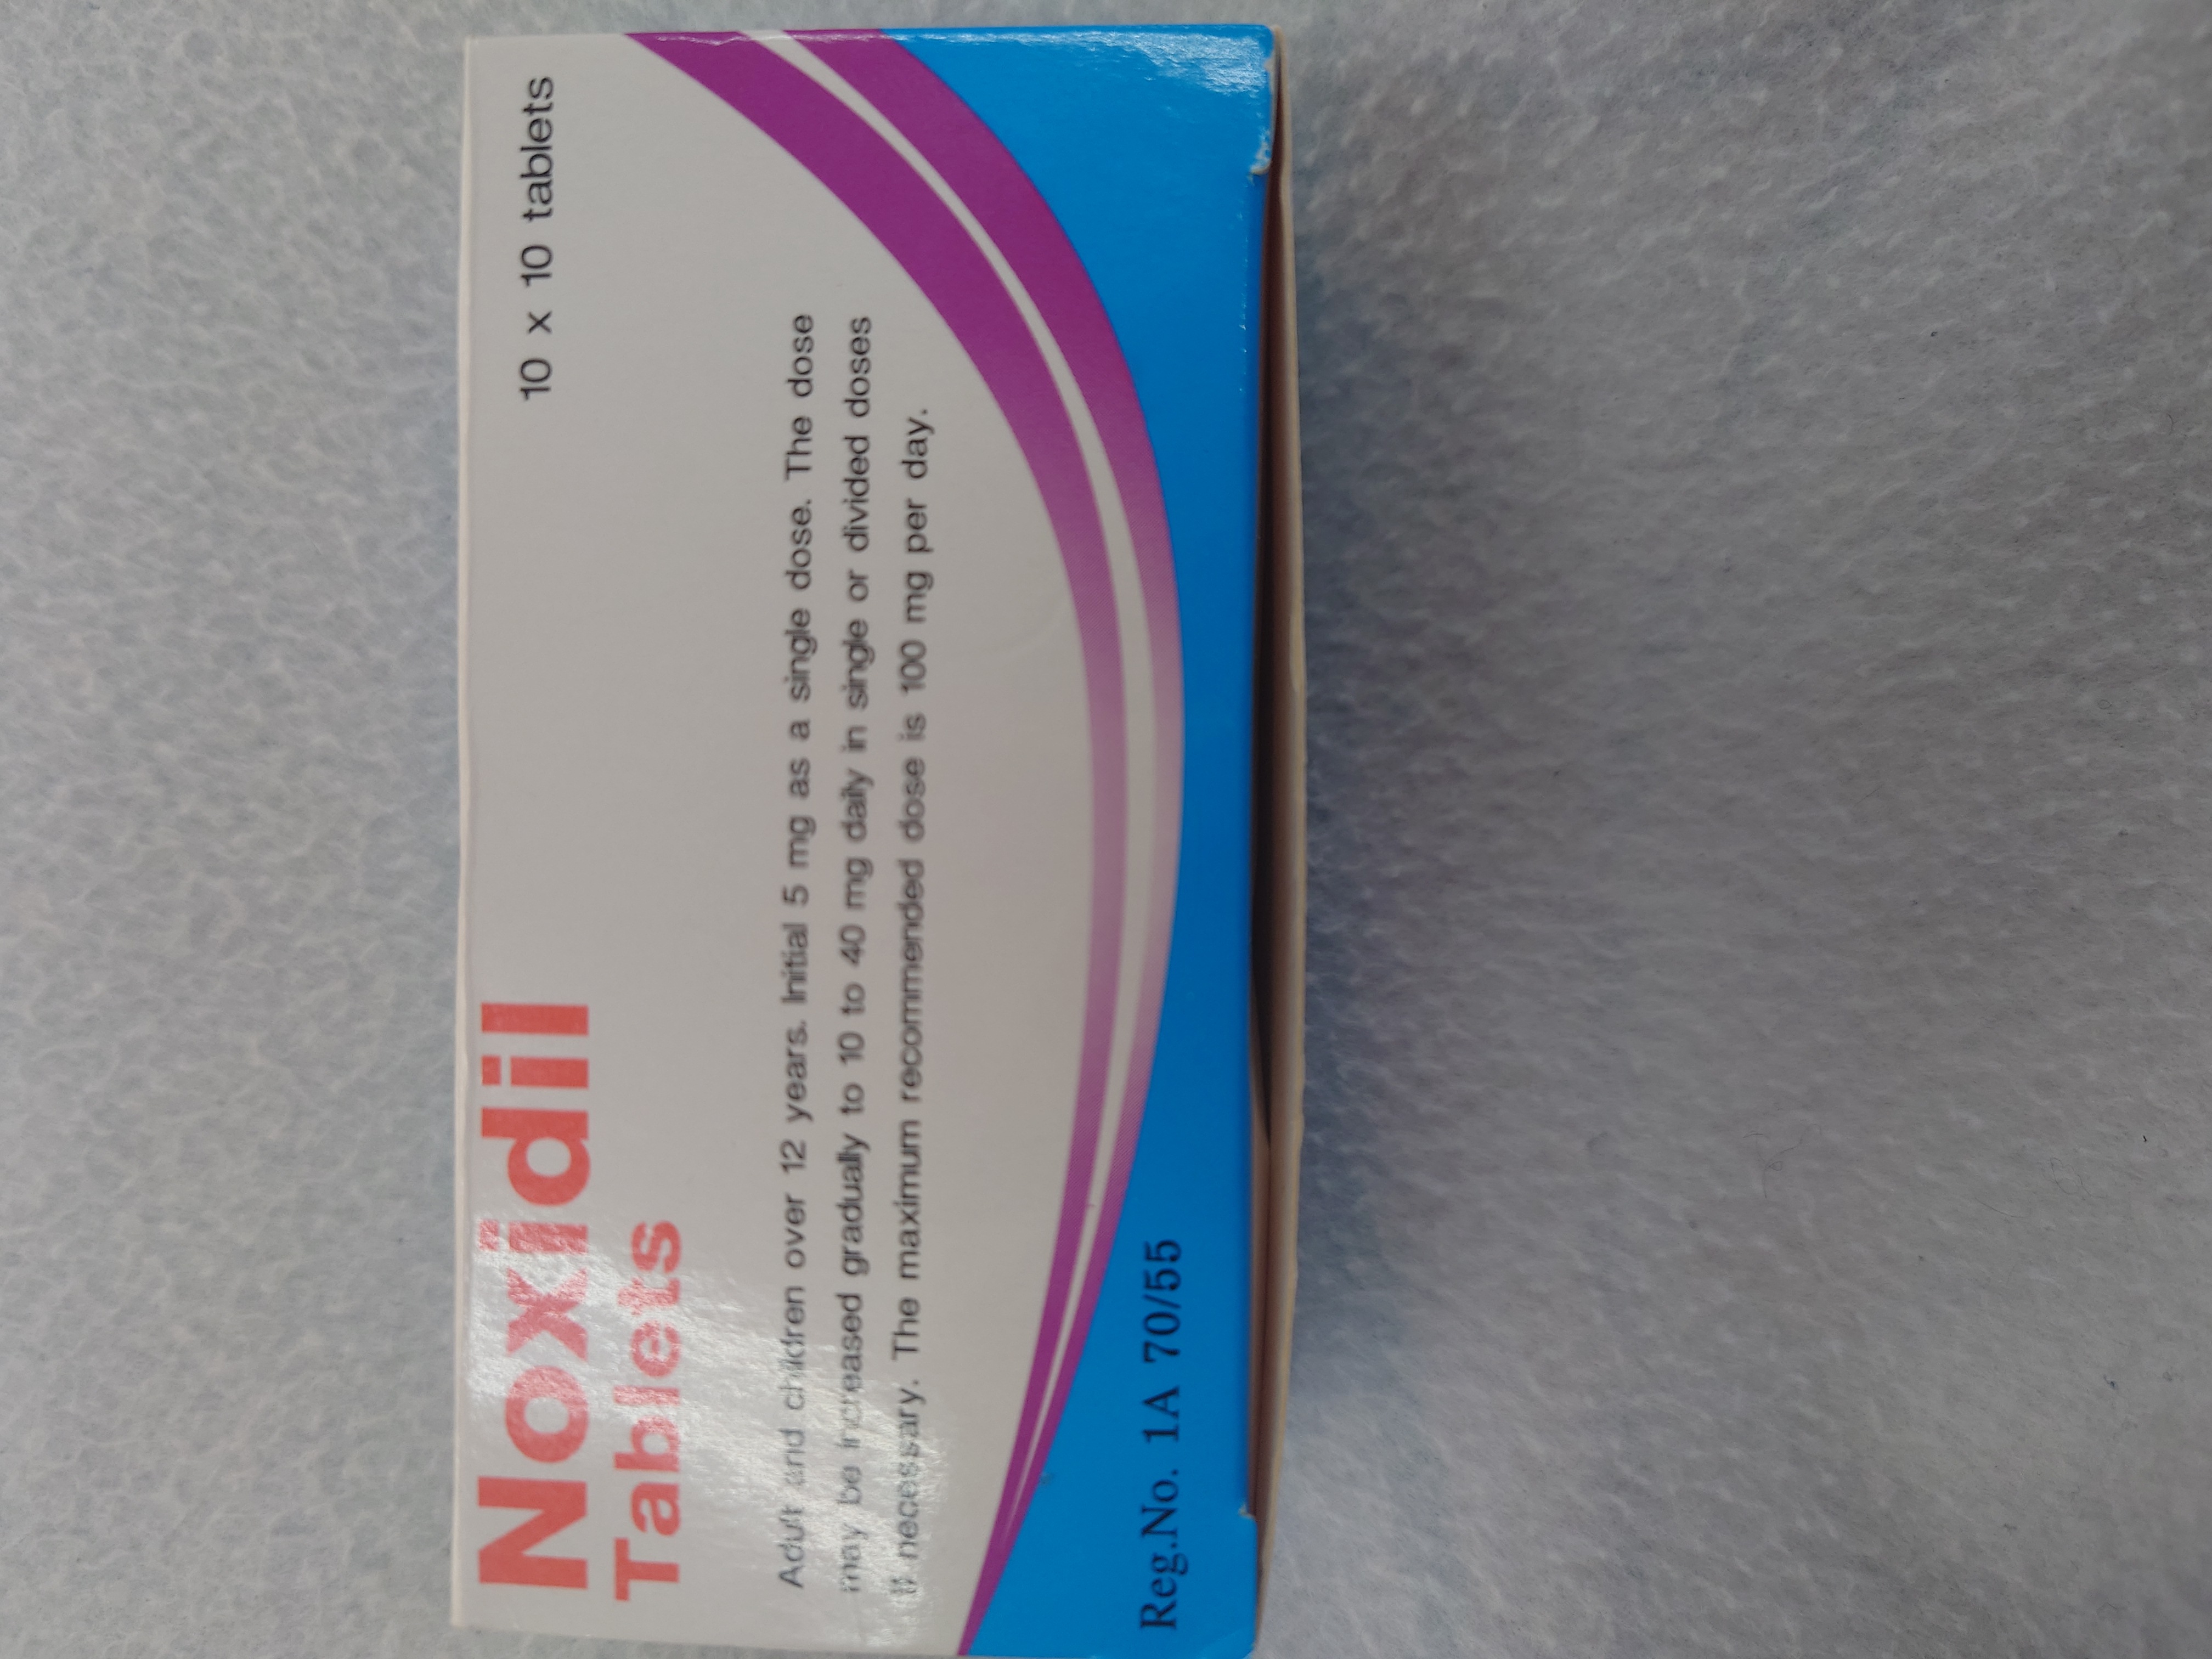 Noxidil
Tablets
10 x 10 tablets
Adult and children over 12 years. Initial 5 mg as a single dose. The dose
may be increased gradually to 10 to 40 mg daily in single or divided doses
if necessary. The maximum recommended dose is 100 mg per day.
Reg.No. 1A 70/55